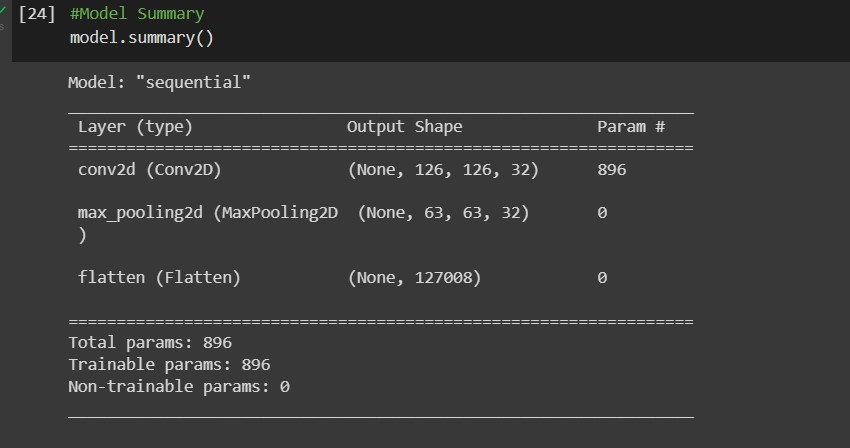 [24] #Model Summary
model.summary()
Model: "sequential"
_________________________________________________________________
Layer (type) Output Shape Param #
=================================================================
conv2d (Conv2D) (None, 126, 126, 32) 896
max_pooling2d (MaxPooling2D (None, 63, 63, 32) 0
)
flatten (Flatten) (None, 127008) 0
=================================================================
Total params: 896
Trainable params: 896
Non-trainable params: 0
_________________________________________________________________